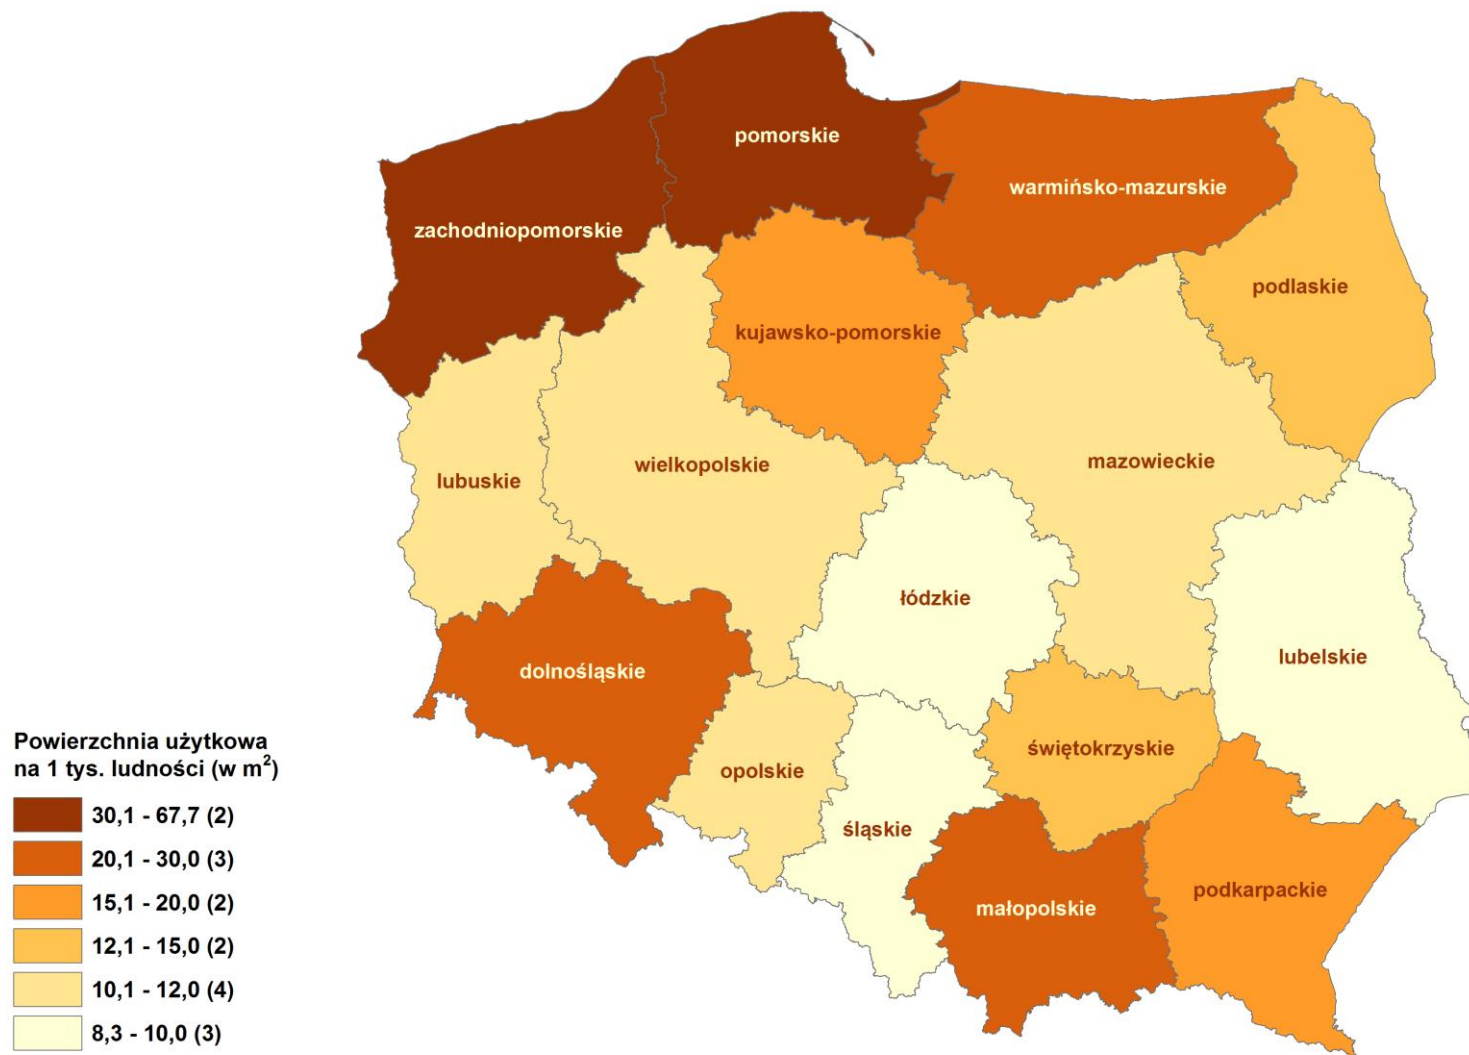 pomorskie
warmińsko-mazurskie
zachodniopomorskie
podlaskie
kujawsko-pomorskie
wielkopolskie
mazowieckie
lubuskie
łódzkie
lubelskie
dolnośląskie
świętokrzyskie
opolskie
śląskie
podkarpackie
małopolskie
Powierzchnia użytkowa
na 1 tys. ludności (w m²)
30,1 - 67,7 (2)
20,1 - 30,0 (3)
15,1 - 20,0 (2)
12,1 - 15,0 (2)
10,1 - 12,0 (4)
8,3 - 10,0 (3)